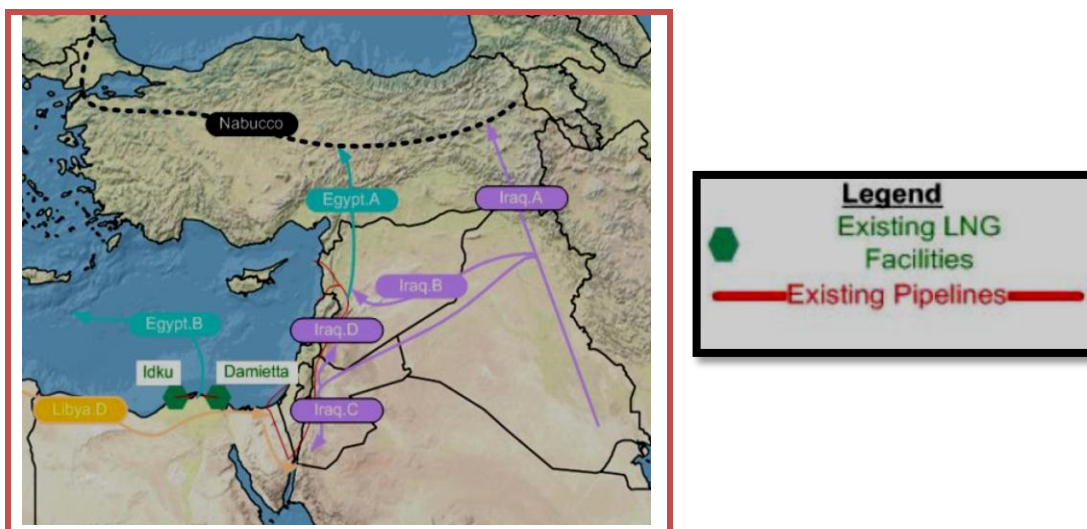 Nabucco
Egypt.A
Iraq.A
Iraq.B
Egypt.B
Iraq.D
Idku
Damietta
Libya.D
Iraq.C
Legend
Existing LNG
Facilities
Existing Pipelines